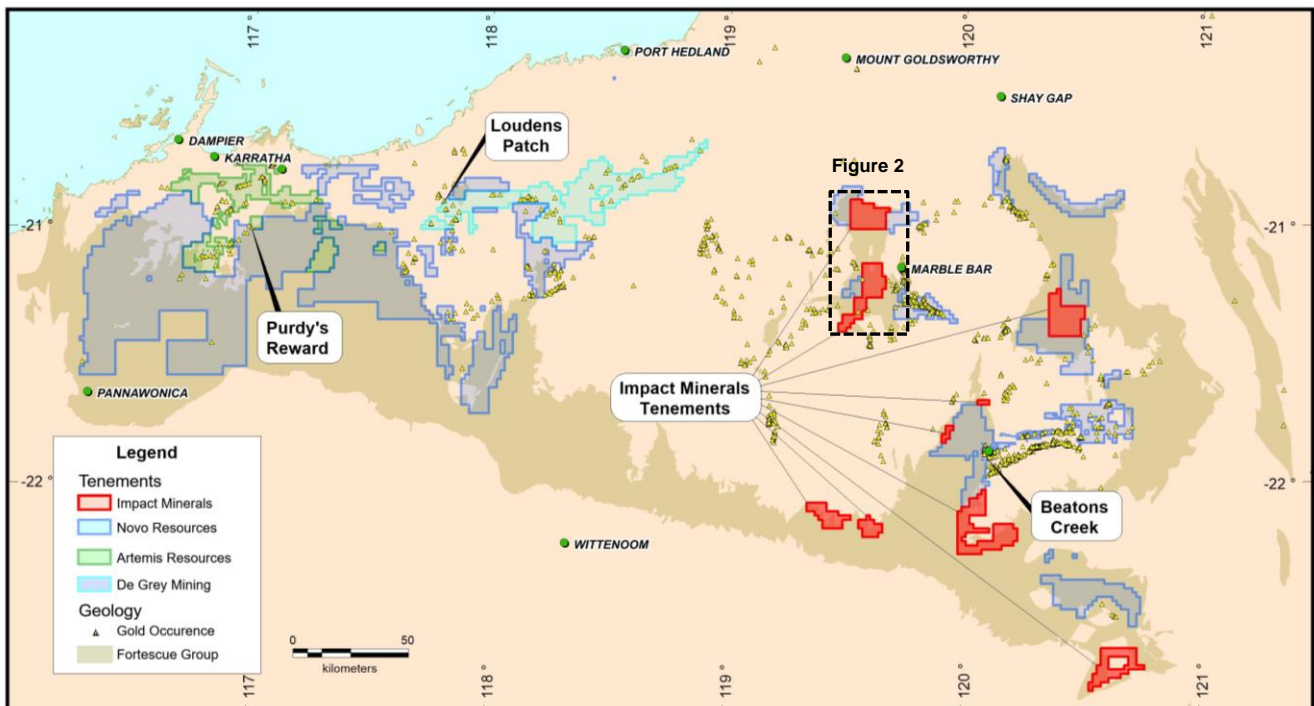 117°
118°
119°
120°
121°
PORT HEDLAND
MOUNT GOLDSWORTHY
SHAY GAP
DAMPIER
KARRATHA
Loudens
Patch
Figure 2
-21°
-21°
MARBLE BAR
Purdy's
Reward
PANNAWONICA
Impact Minerals
Tenements
Legend
Tenements
Impact Minerals
Novo Resources
Artemis Resources
De Grey Mining
Geology
Gold Occurence
Fortescue Group
-22°
-22°
Beatons
Creek
WITTENOOM
0
50
kilometers
117°
118°
119°
120°
121°